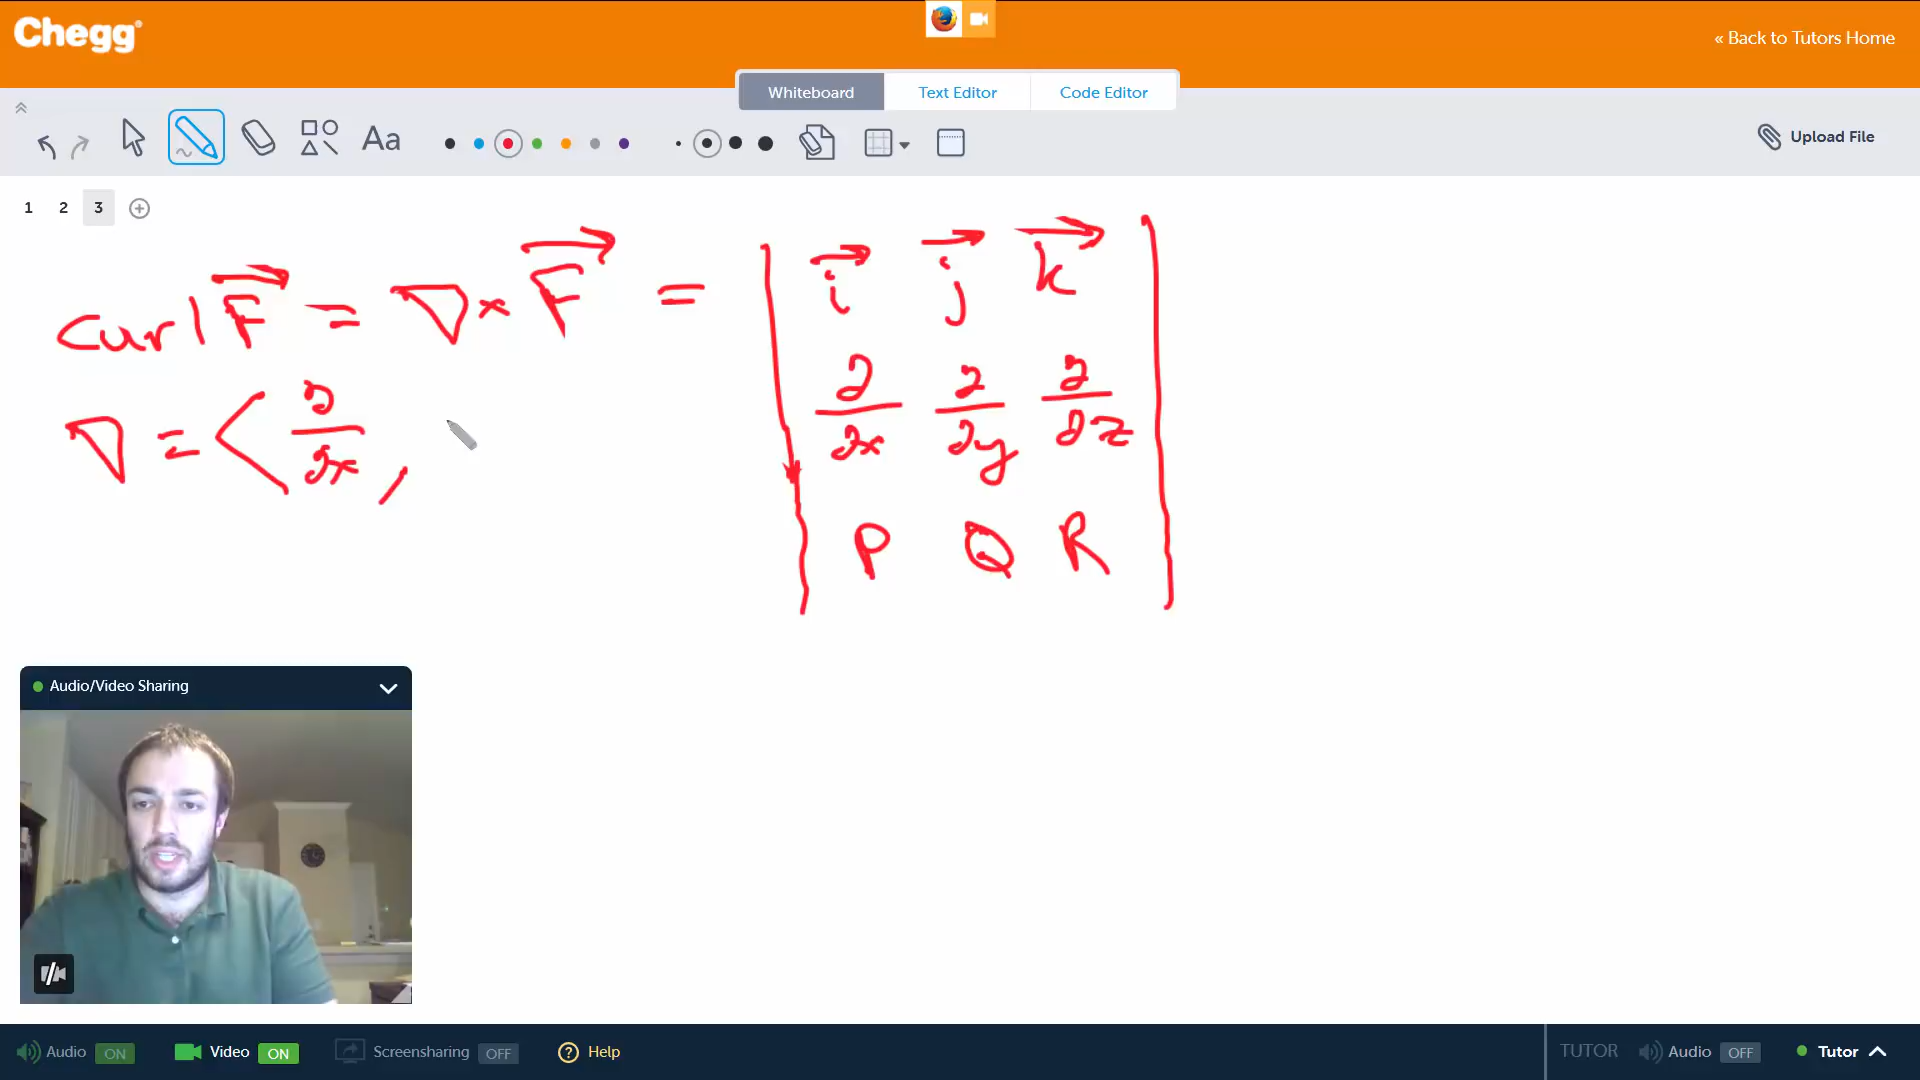 Chegg
« Back to Tutors Home
Whiteboard Text Editor Code Editor
Aa
Upload File
1 2 3
curl F⃗ = ∇ × F⃗ = | i⃗ j⃗ k⃗ |
∇ = < ∂/∂x ,
∂/∂x ∂/∂y ∂/∂z
P Q R
Audio/Video Sharing
Audio ON Video ON Screensharing OFF ? Help TUTOR Audio OFF Tutor